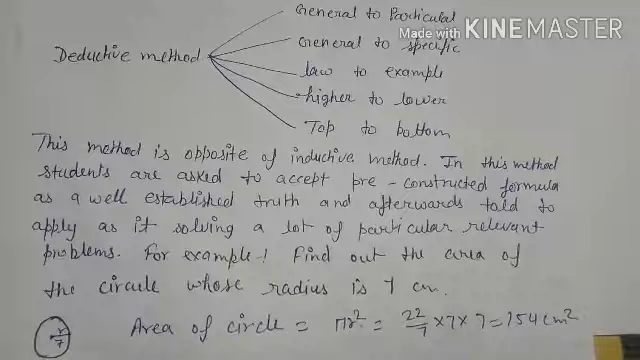 General to Particular
Made with KINEMASTER
General to specific
Deductive method
law to example
higher to lower
Top to bottom
This method is opposite of inductive method. In this method
students are asked to accept pre-constructed formula
as a well established truth and afterwards told to
apply as it solving a lot of particular relevant
problems. For example! Find out the area of
the circule whose radius is 7 cm.
r/7 Area of circle = πr² = 22/7 ×7×7=154cm²